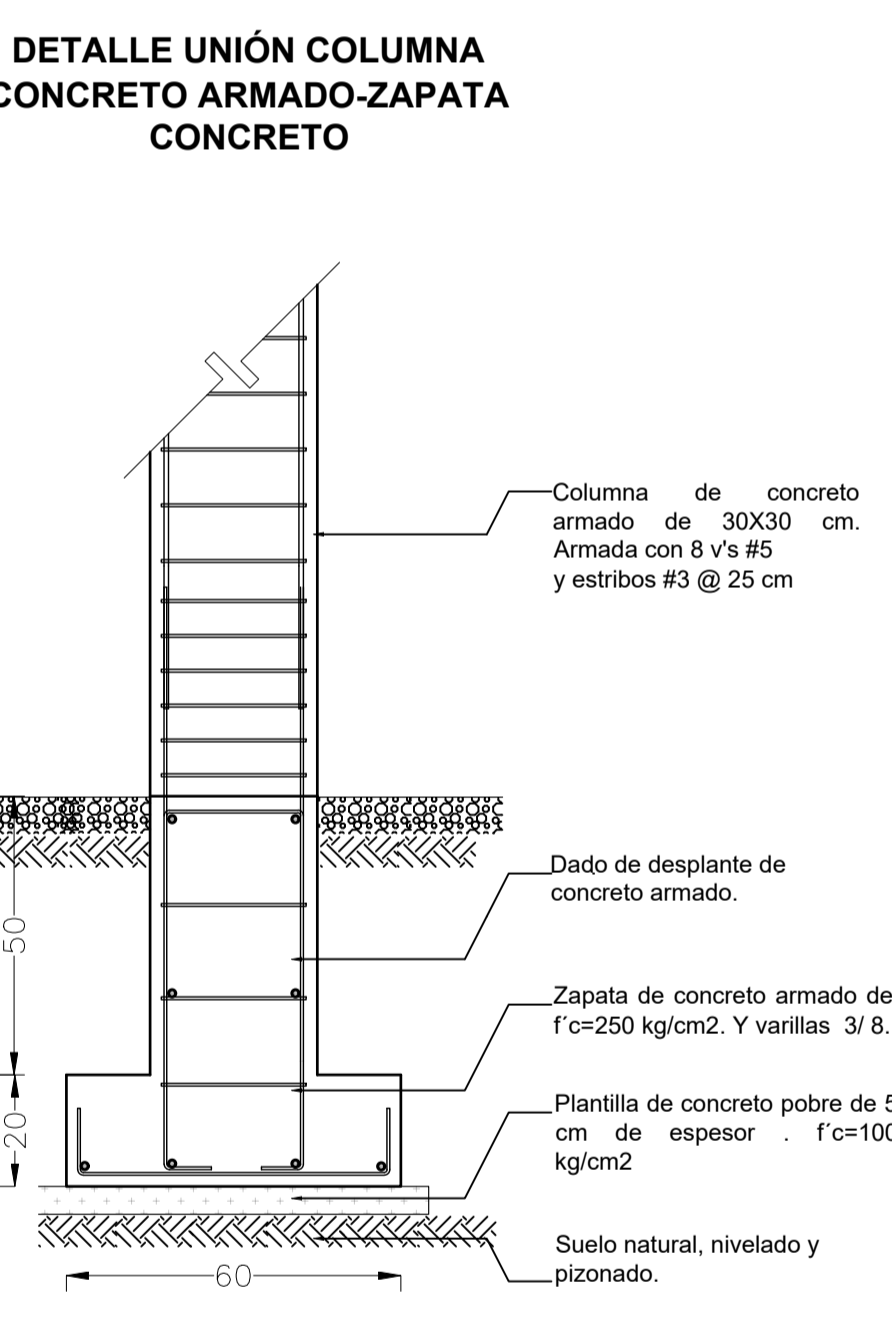 DETALLE UNIÓN COLUMNA
CONCRETO ARMADO-ZAPATA
CONCRETO
Columna de concreto
armado de 30X30 cm.
Armada con 8 v's #5
y estribos #3 @ 25 cm
Dado de desplante de
concreto armado.
Zapata de concreto armado de
f´c=250 kg/cm2. Y varillas 3/ 8.
Plantilla de concreto pobre de 5
cm de espesor . f´c=100
kg/cm2
Suelo natural, nivelado y
pizonado.
50
20
60